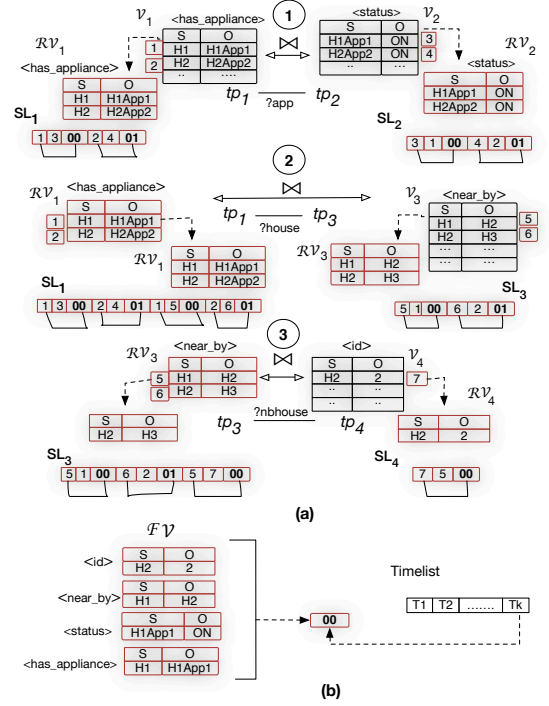 V1 <has_appliance> 1 <status> V2
S O
1 H1 H1App1
2 H2 H2App2
.. ....
S O
H1App1 ON 3
H2App2 ON 4
... ...
RV1
<has_appliance>
S O
H1 H1App1
H2 H2App2
tp1 ?app tp2
RV2
<status>
S O
H1App1 ON
H2App2 ON
SL1
1 3 00 2 4 01
SL2
3 1 00 4 2 01
2
<has_appliance>
RV1
S O
1 H1 H1App1
2 H2 H2App2
tp1 ?house tp3
V3 <near_by>
S O
H1 H2 5
H2 H3 6
... ...
... ...
RV1
S O
H1 H1App1
H2 H2App2
RV3
S O
H1 H2
H2 H3
SL1
1 3 00 2 4 01 1 5 00 2 6 01
SL3
5 1 00 6 2 01
3
RV3 <near_by>
S O
5 H1 H2
6 H2 H3
<id> V4
S O
H2 2 7
.. ..
.. ..
S O
H2 H3
tp3 ?nbhouse tp4
RV4
S O
H2 2
SL3
5 1 00 6 2 01 5 7 00
SL4
7 5 00
(a)
FV
<id>
S O
H2 2
<near_by>
S O
H1 H2
<status>
S O
H1App1 ON
<has_appliance>
S O
H1 H1App1
00
Timelist
T1 T2 ....... Tk
(b)